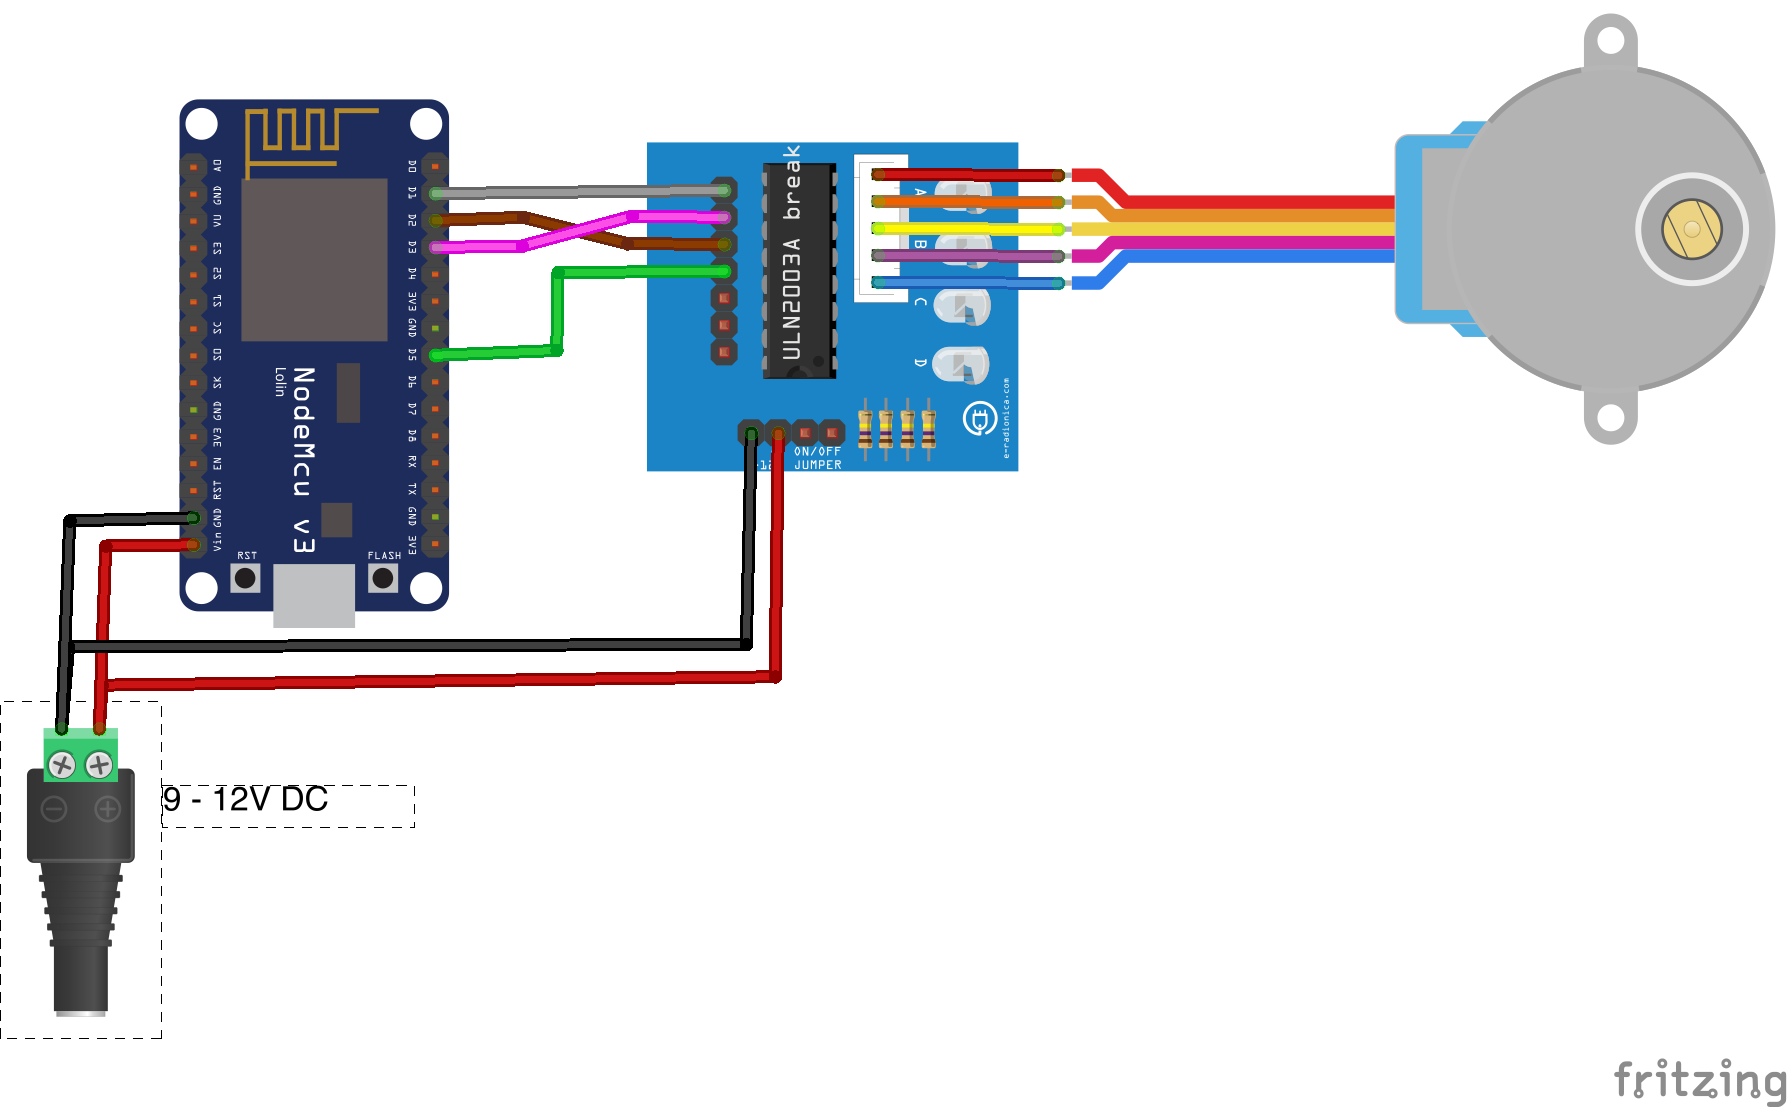 A0
GND
VU
S3
S2
S1
SC
S0
SK
GND
3V3
EN
RST
GND
Vin
D0
D1
D2
D3
D4
3V3
GND
D5
D6
D7
D8
RX
TX
GND
3V3
NodeMcu v3
Lolin
RST
FLASH
ULN2003A break
A
B
C
D
ON/OFF
JUMPER
e-radionica.com
9 - 12V DC
fritzing